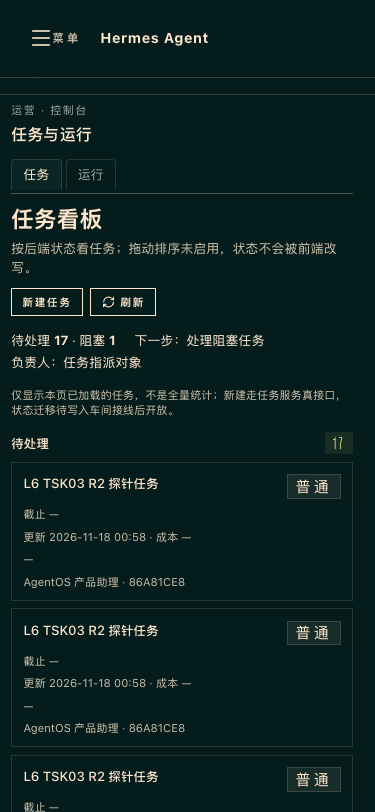 菜单 Hermes Agent
运营 · 控制台
任务与运行
任务 运行
任务看板
按后端状态看任务；拖动排序未启用，状态不会被前端改
写。
新建任务 刷新
待处理 17 · 阻塞 1 下一步：处理阻塞任务
负责人：任务指派对象
仅显示本页已加载的任务，不是全量统计；新建走任务服务真接口，
状态迁移待写入车间接线后开放。
待处理 17
L6 TSK03 R2 探针任务 普通
截止 —
更新 2026-11-18 00:58 · 成本 —
—
AgentOS 产品助理 · 86A81CE8
L6 TSK03 R2 探针任务 普通
截止 —
更新 2026-11-18 00:58 · 成本 —
—
AgentOS 产品助理 · 86A81CE8
L6 TSK03 R2 探针任务 普通
截止 —